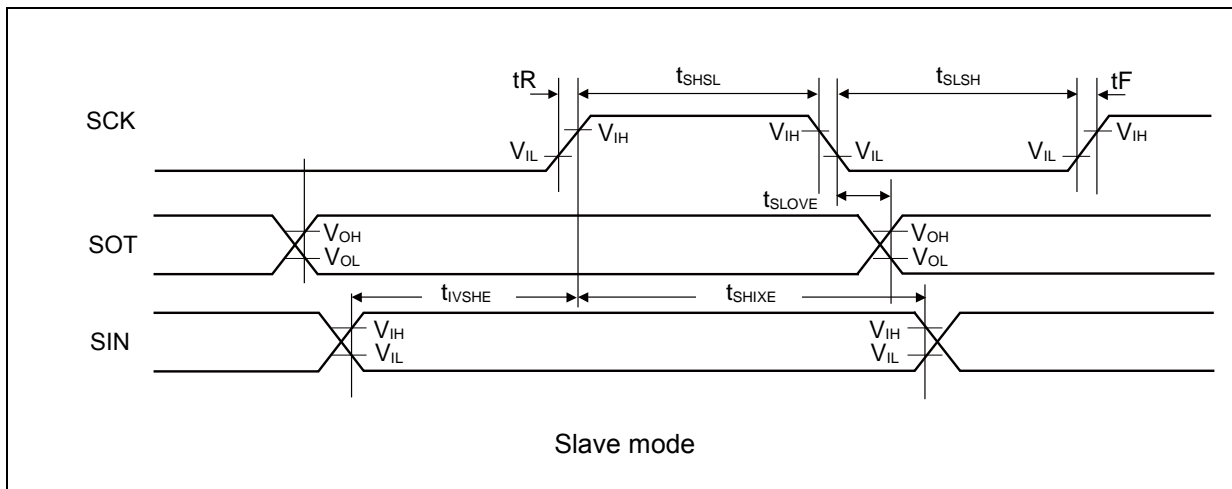 tR tSHSL tSLSH tF
SCK VIH VIH VIH
VIL VIL VIL
tSLOVE
SOT VOH VOH
VOL VOL
tIVSHE tSHIXE
SIN VIH VIH
VIL VIL
Slave mode